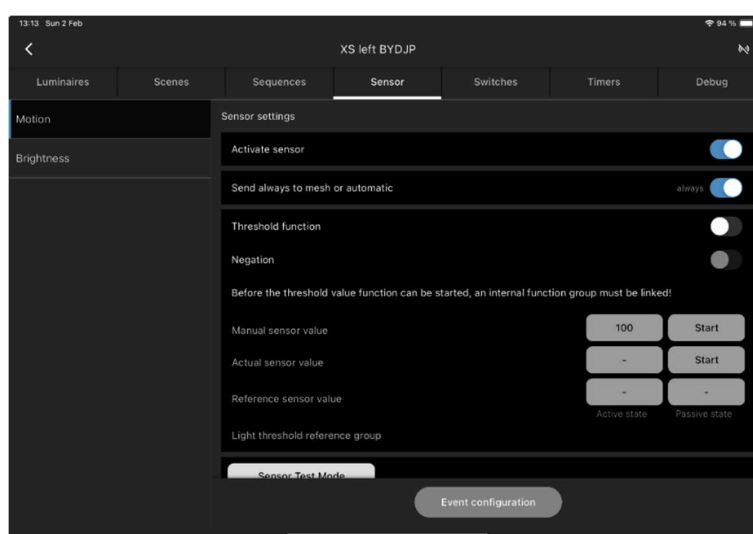 13:13 Sun 2 Feb
94 %
XS left BYDJP
Luminaires Scenes Sequences Sensor Switches Timers Debug
Motion
Brightness
Sensor settings
Activate sensor
Send always to mesh or automatic always
Threshold function
Negation
Before the threshold value function can be started, an internal function group must be linked!
Manual sensor value 100 Start
Actual sensor value - Start
Reference sensor value - -
Active state Passive state
Light threshold reference group
Sensor Test Mode
Event configuration